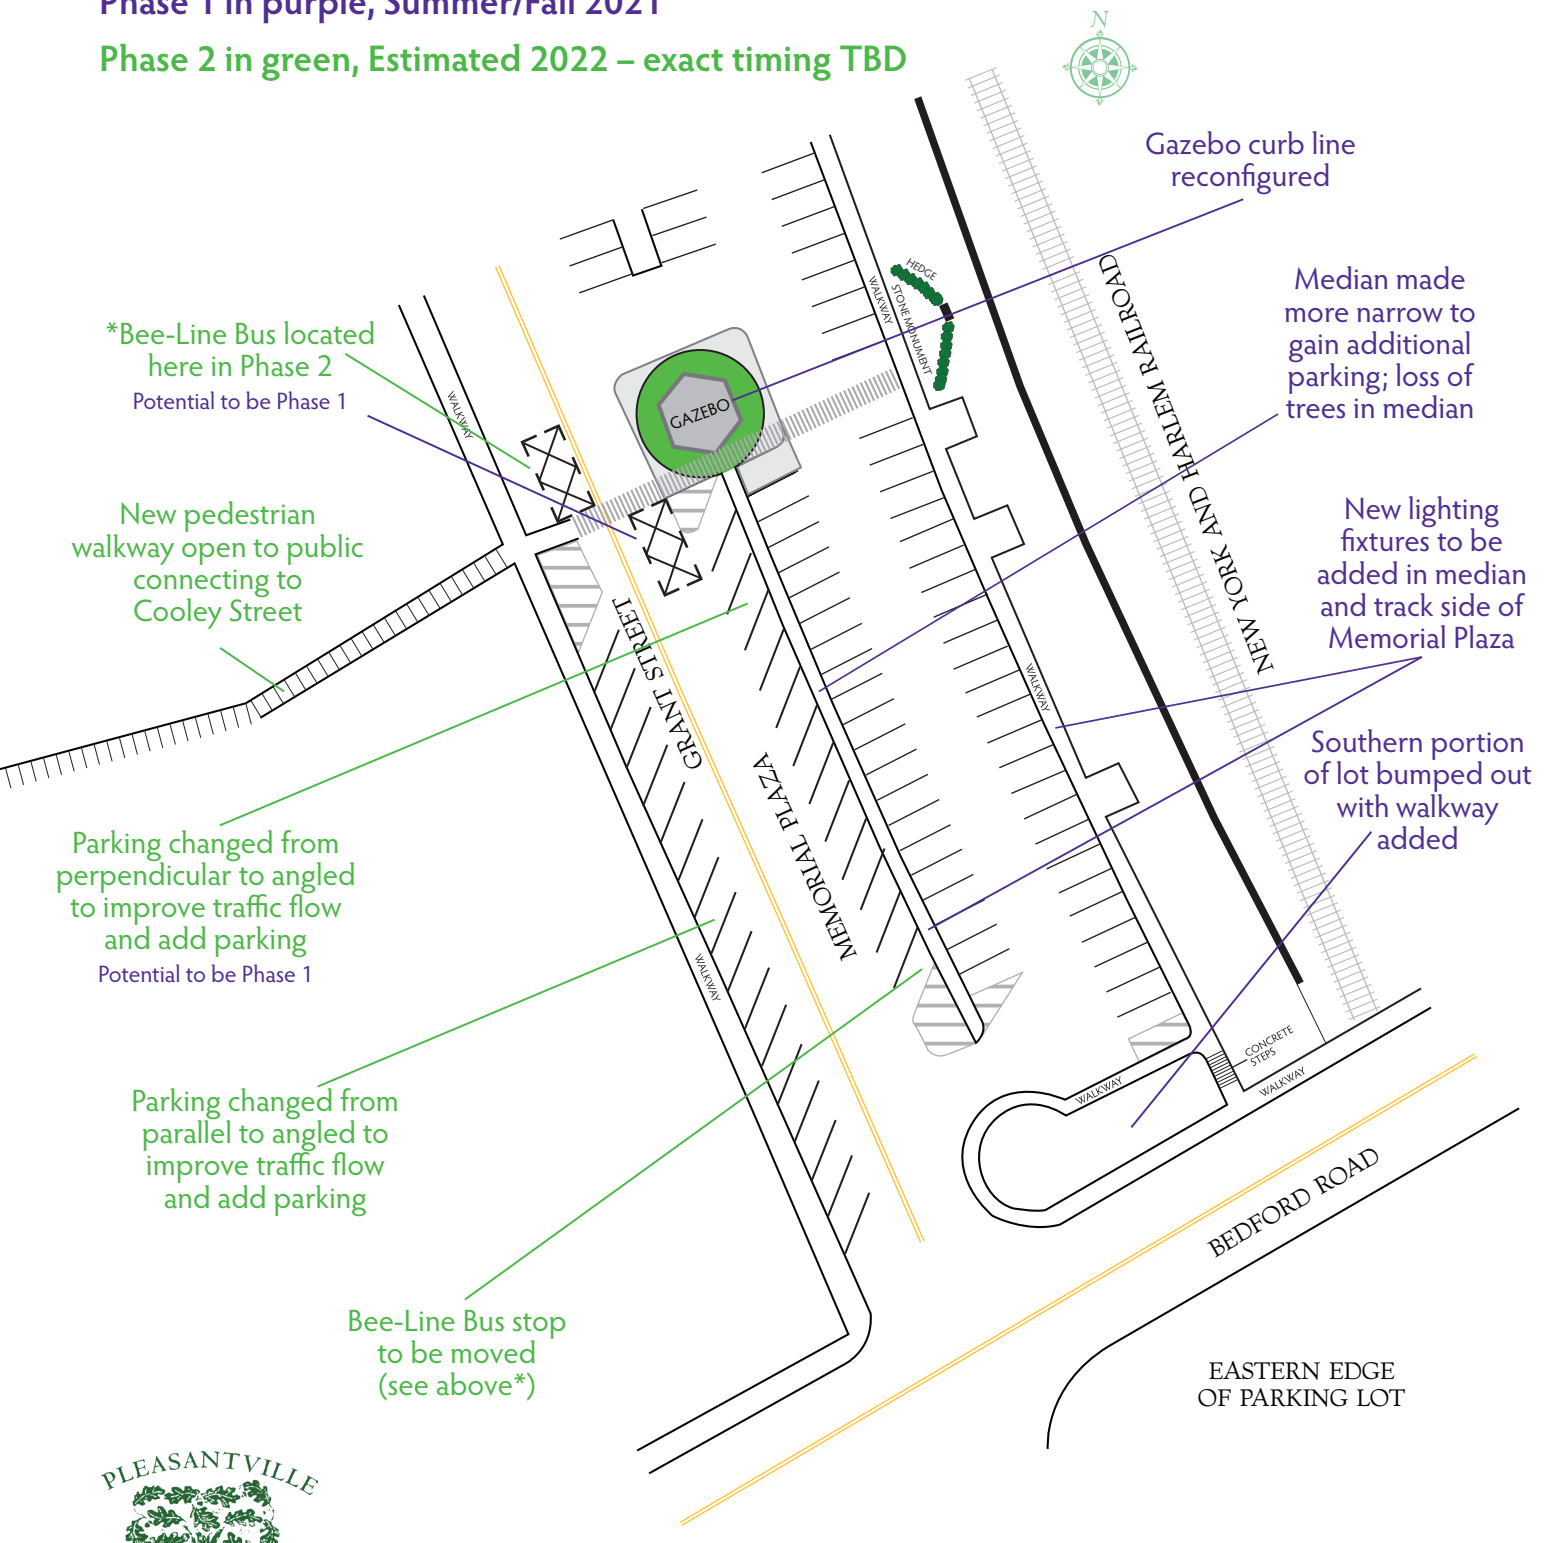 Phase 1 in purple, Summer/Fall 2021
Phase 2 in green, Estimated 2022 – exact timing TBD
N
Gazebo curb line
reconfigured
Median made
more narrow to
gain additional
parking; loss of
trees in median
New lighting
fixtures to be
added in median
and track side of
Memorial Plaza
Southern portion
of lot bumped out
with walkway
added
*Bee-Line Bus located
here in Phase 2
Potential to be Phase 1
New pedestrian
walkway open to public
connecting to
Cooley Street
Parking changed from
perpendicular to angled
to improve traffic flow
and add parking
Potential to be Phase 1
Parking changed from
parallel to angled to
improve traffic flow
and add parking
Bee-Line Bus stop
to be moved
(see above*)
HEDGE
STONE MONUMENT
WALKWAY
WALKWAY
GAZEBO
NEW YORK AND HARLEM RAILROAD
GRANT STREET
MEMORIAL PLAZA
WALKWAY
WALKWAY
CONCRETE
STEPS
WALKWAY
WALKWAY
BEDFORD ROAD
EASTERN EDGE
OF PARKING LOT
PLEASANTVILLE